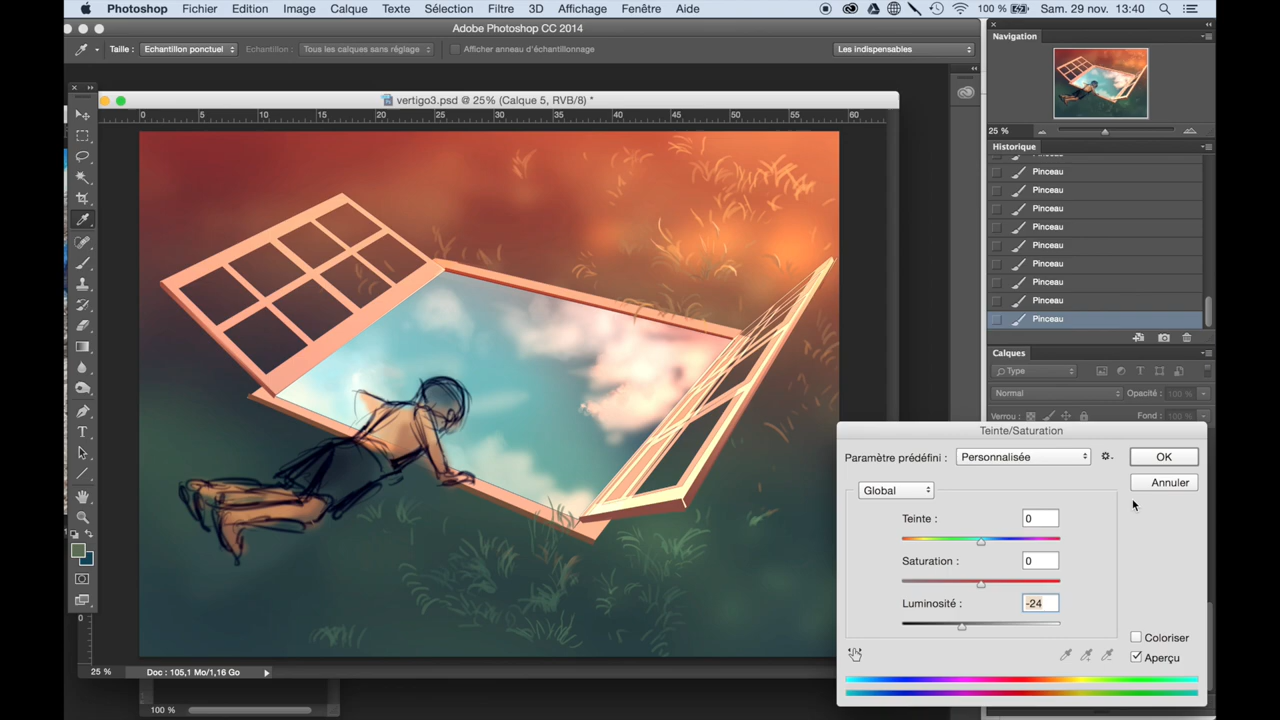 Photoshop Fichier Edition Image Calque Texte Sélection Filtre 3D Affichage Fenêtre Aide 100 % Sam. 29 nov. 13:40
Adobe Photoshop CC 2014
Taille : Echantillon ponctuel Echantillon : Tous les calques sans réglage Afficher anneau d'échantillonnage Les indispensables
vertigo3.psd @ 25% (Calque 5, RVB/8) *
0 5 10 15 20 25 30 35 40 45 50 55 60
Navigation
25 %
Historique
Pinceau
Pinceau
Pinceau
Pinceau
Pinceau
Pinceau
Pinceau
Pinceau
Pinceau
Calques
Type
Normal Opacité : 100 %
Verrou : Fond : 100 %
Teinte/Saturation
Paramètre prédéfini : Personnalisée OK
Annuler
Global
Teinte : 0
Saturation : 0
Luminosité : -24
Coloriser
Aperçu
0
25 % Doc : 105,1 Mo/1,16 Go
100 %